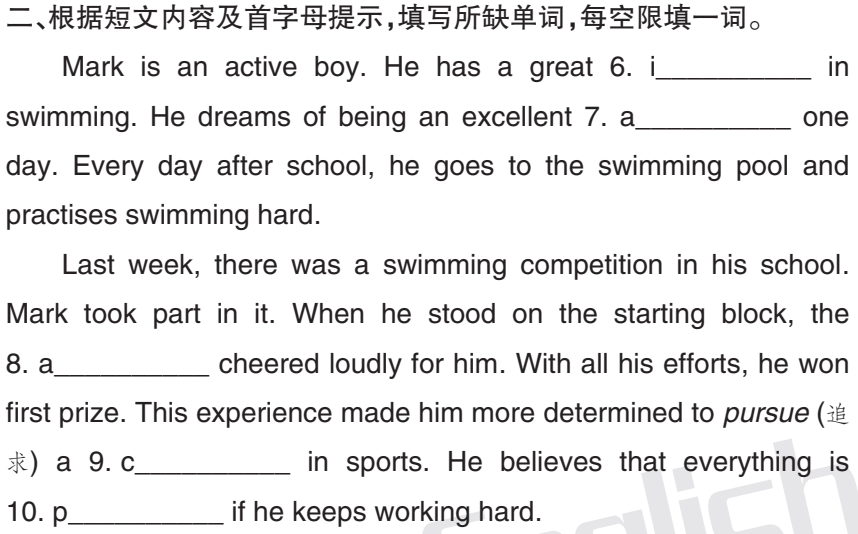 二、根据短文内容及首字母提示,填写所缺单词,每空限填一词。
Mark is an active boy. He has a great 6. i__________ in
swimming. He dreams of being an excellent 7. a__________ one
day. Every day after school, he goes to the swimming pool and
practises swimming hard.
Last week, there was a swimming competition in his school.
Mark took part in it. When he stood on the starting block, the
8. a__________ cheered loudly for him. With all his efforts, he won
first prize. This experience made him more determined to pursue (追
求) a 9. c__________ in sports. He believes that everything is
10. p__________ if he keeps working hard.
English